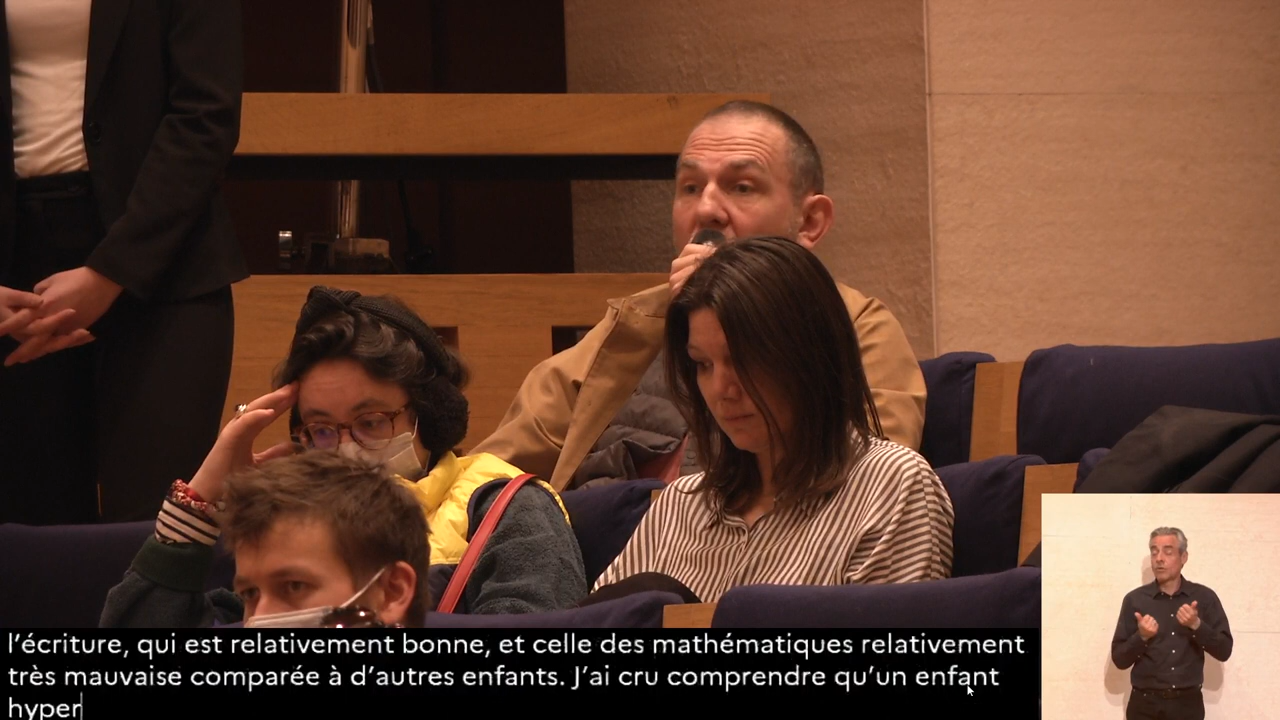 l’écriture, qui est relativement bonne, et celle des mathématiques relativement
très mauvaise comparée à d’autres enfants. J’ai cru comprendre qu’un enfant
hyper